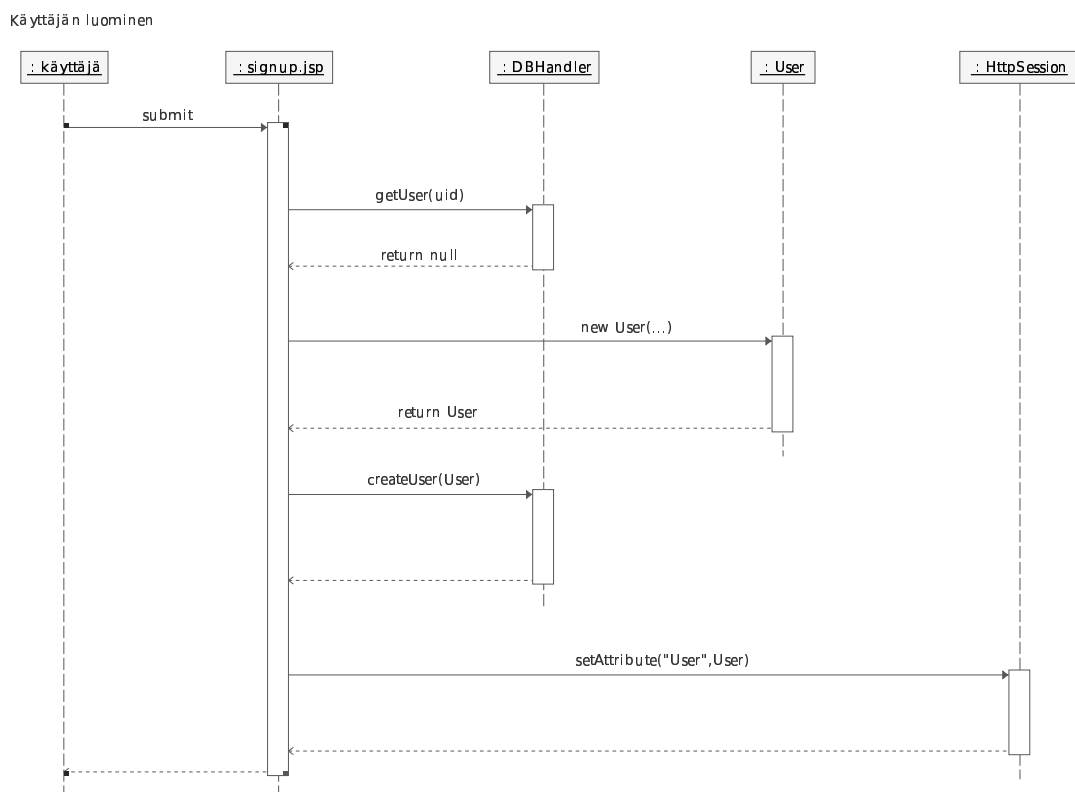 Käyttäjän luominen
: käyttäjä
: signup.jsp
: DBHandler
: User
: HttpSession
submit
getUser(uid)
return null
new User(...)
return User
createUser(User)
setAttribute("User",User)